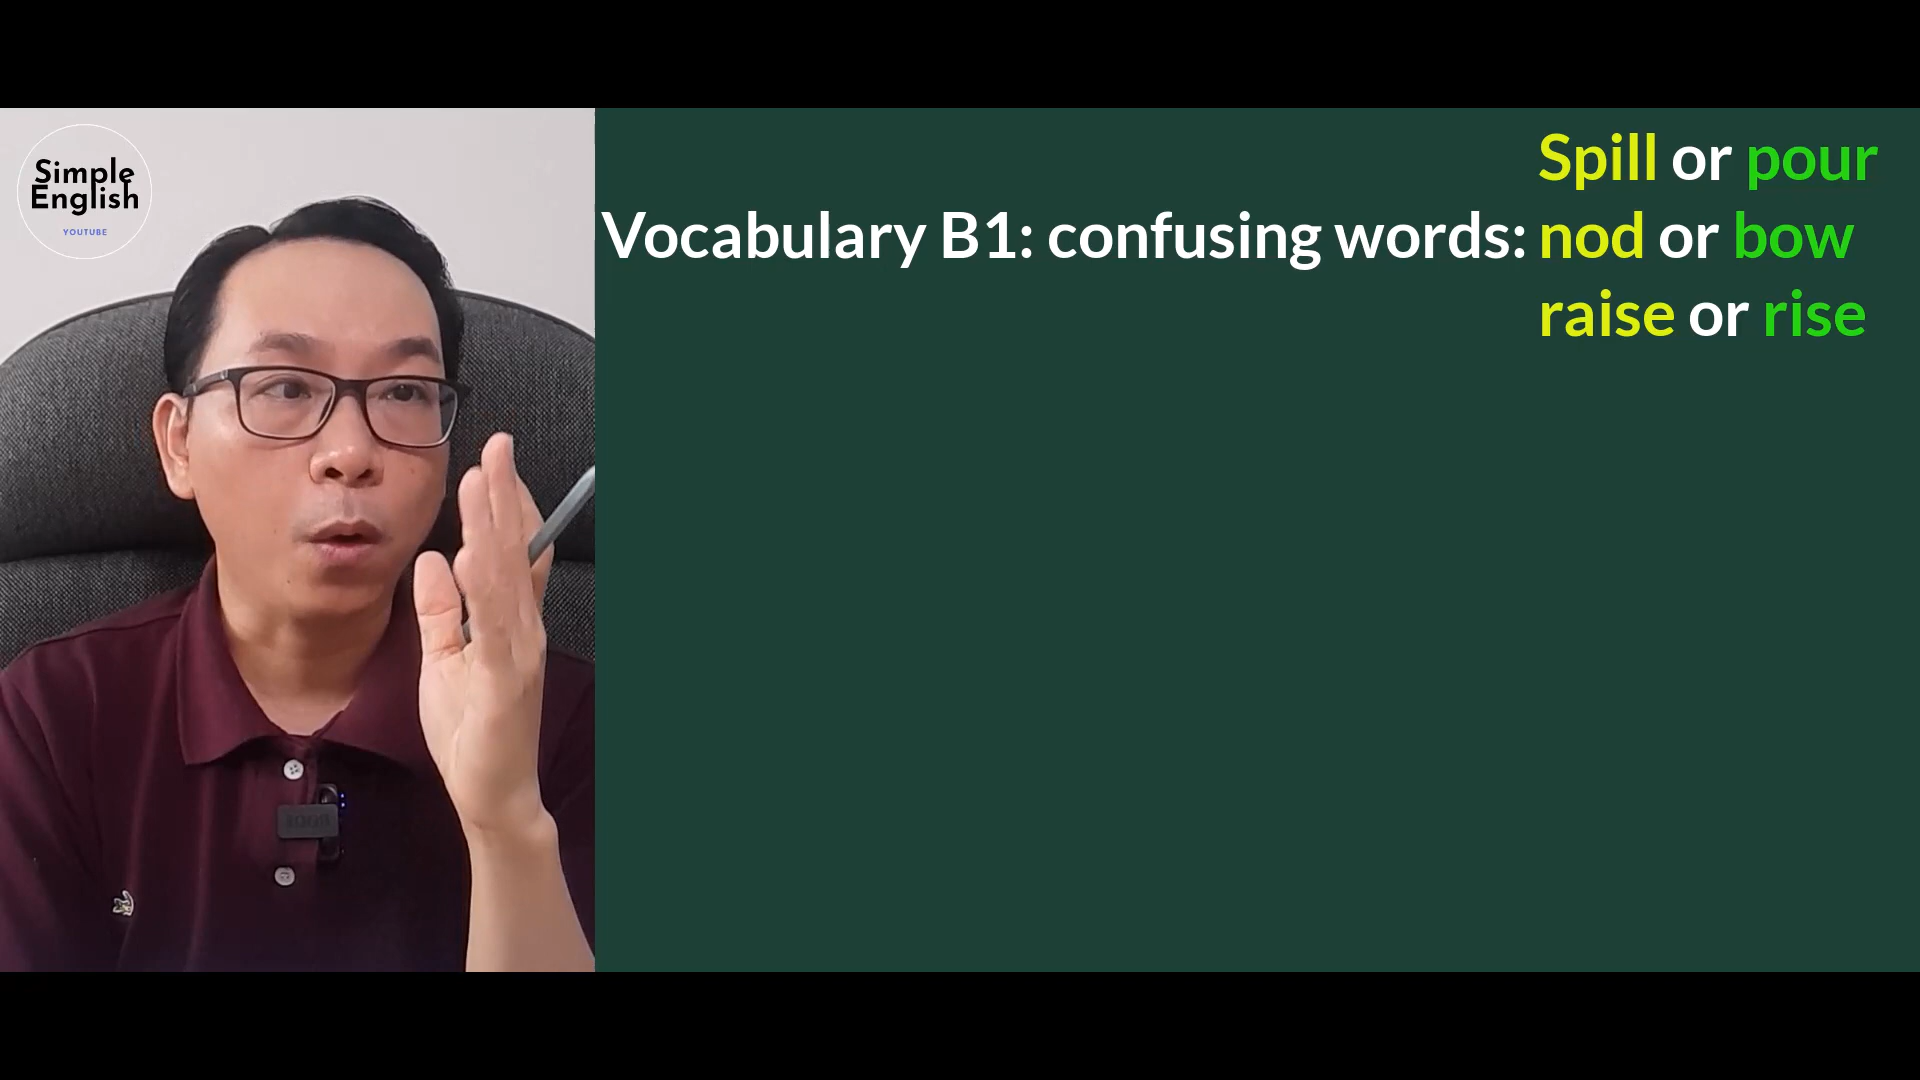 Simple
English
YOUTUBE
Spill or pour
Vocabulary B1: confusing words: nod or bow
raise or rise